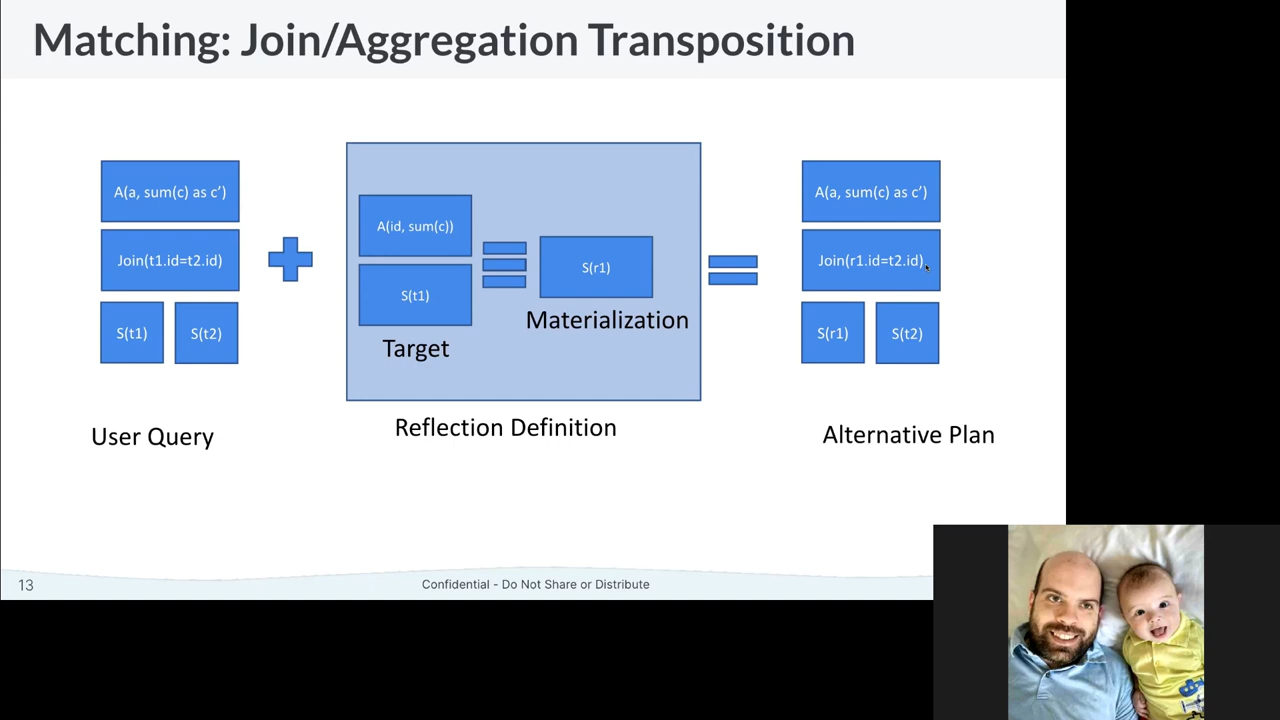 Matching: Join/Aggregation Transposition
A(a, sum(c) as c’)
Join(t1.id=t2.id)
S(t1)
S(t2)
User Query
A(id, sum(c))
S(t1)
Target
S(r1)
Materialization
Reflection Definition
A(a, sum(c) as c’)
Join(r1.id=t2.id)
S(r1)
S(t2)
Alternative Plan
13
Confidential - Do Not Share or Distribute